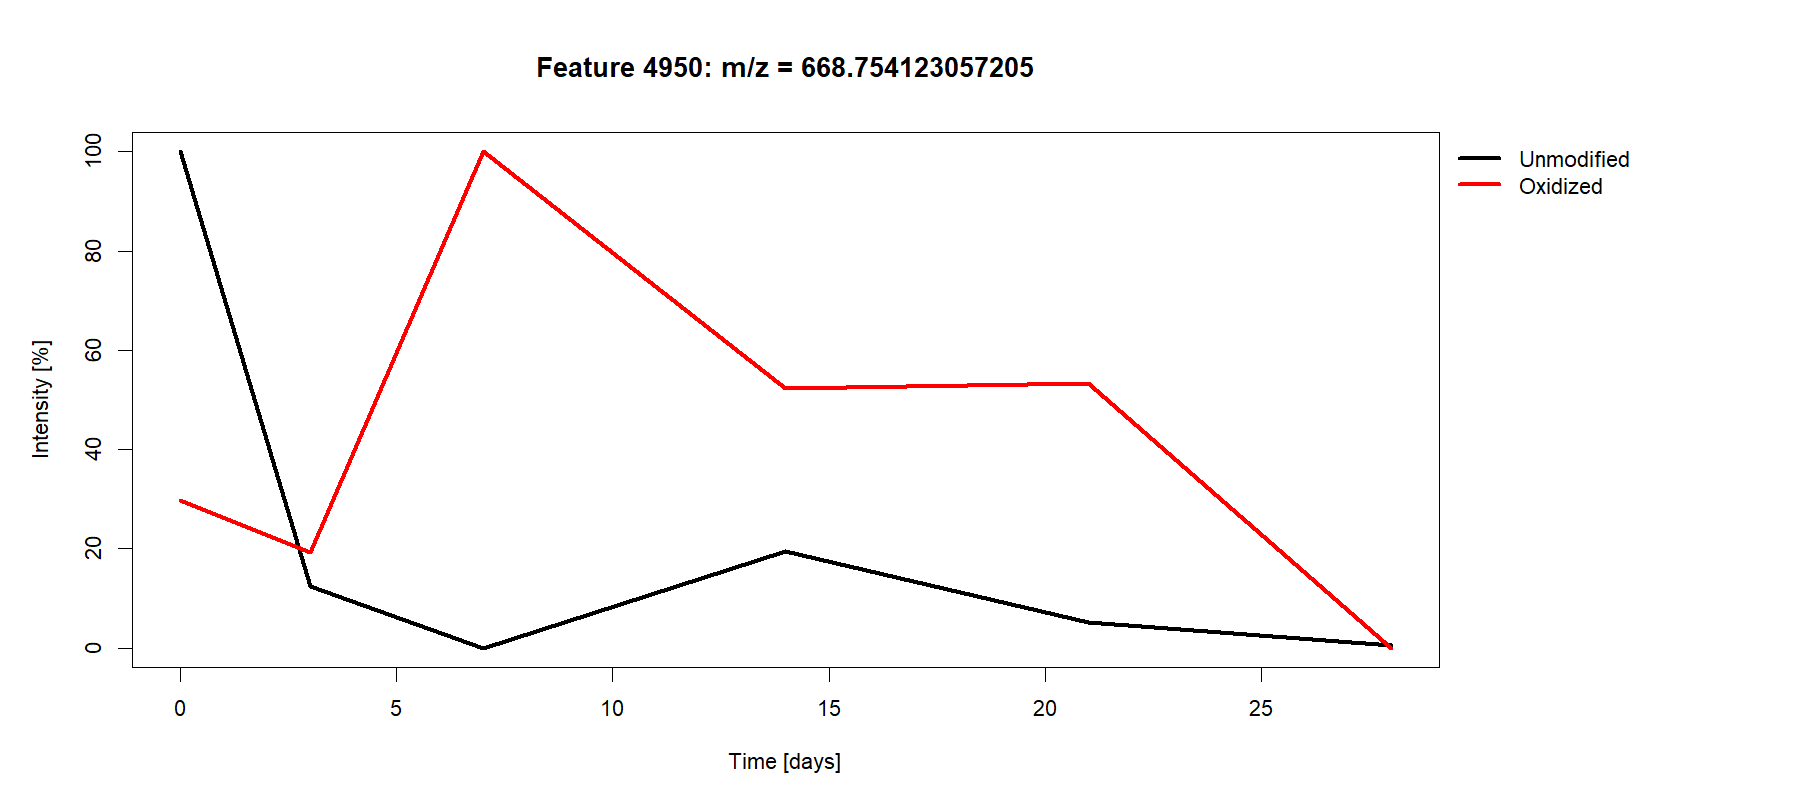 Feature 4950: m/z = 668.754123057205
Unmodified
Oxidized
Intensity [%]
100
80
60
40
20
0
0 5 10 15 20 25
Time [days]